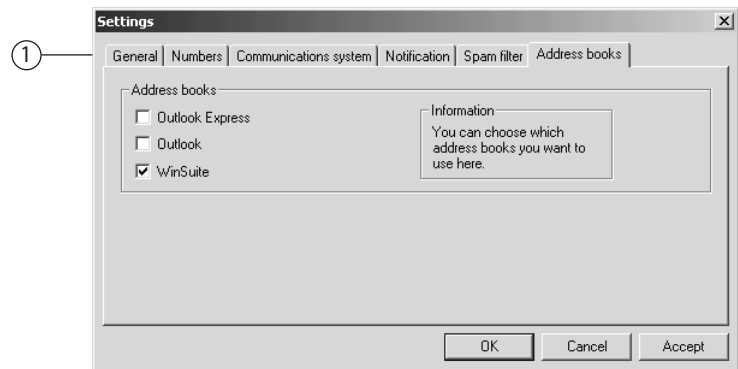 Settings
1
General Numbers Communications system Notification Spam filter Address books
Address books
Outlook Express
Outlook
WinSuite
Information
You can choose which
address books you want to
use here.
OK Cancel Accept